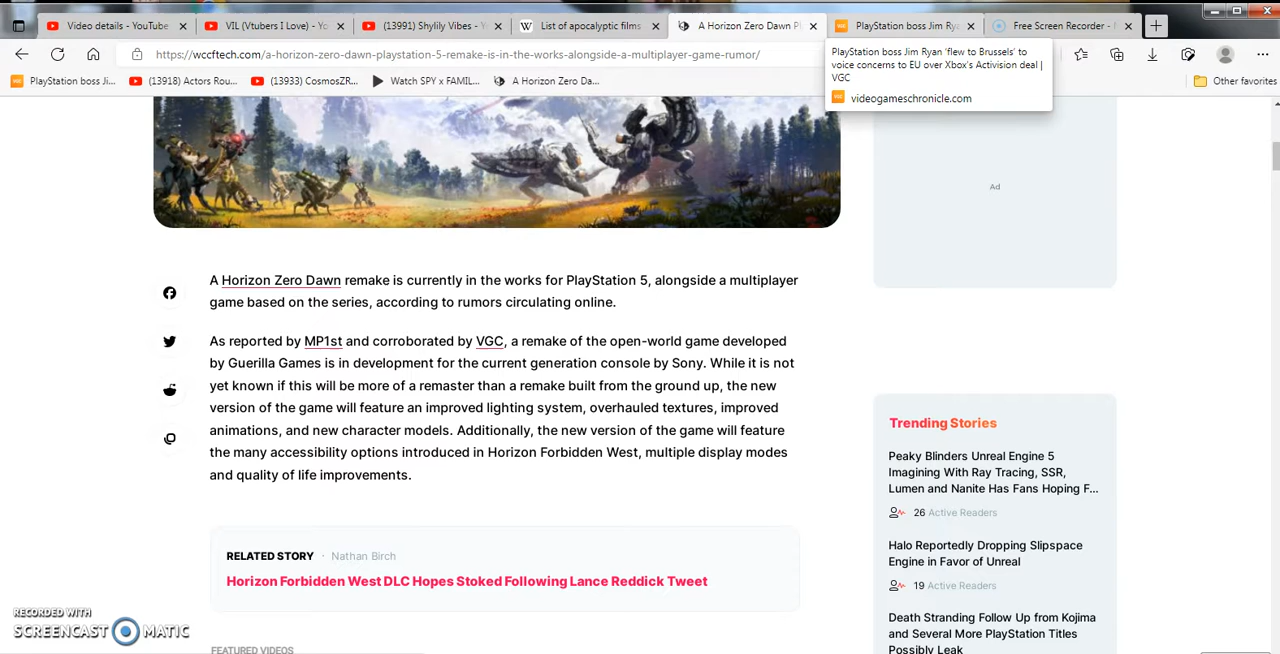 Video details - YouTube
VIL (Vtubers I Love) - Yo
(13991) Shylily Vibes - Y
List of apocalyptic films
A Horizon Zero Dawn Pl
PlayStation boss Jim Rya
Free Screen Recorder -
https://wccftech.com/a-horizon-zero-dawn-playstation-5-remake-is-in-the-works-alongside-a-multiplayer-game-rumor/
PlayStation boss Ji...
(13918) Actors Rou...
(13933) CosmosZR...
Watch SPY x FAMIL...
A Horizon Zero Da...
Other favorites
PlayStation boss Jim Ryan 'flew to Brussels' to
voice concerns to EU over Xbox's Activision deal |
VGC
videogameschronicle.com
Ad
A Horizon Zero Dawn remake is currently in the works for PlayStation 5, alongside a multiplayer
game based on the series, according to rumors circulating online.
As reported by MP1st and corroborated by VGC, a remake of the open-world game developed
by Guerilla Games is in development for the current generation console by Sony. While it is not
yet known if this will be more of a remaster than a remake built from the ground up, the new
version of the game will feature an improved lighting system, overhauled textures, improved
animations, and new character models. Additionally, the new version of the game will feature
the many accessibility options introduced in Horizon Forbidden West, multiple display modes
and quality of life improvements.
RELATED STORY · Nathan Birch
Horizon Forbidden West DLC Hopes Stoked Following Lance Reddick Tweet
FEATURED VIDEOS
Trending Stories
Peaky Blinders Unreal Engine 5
Imagining With Ray Tracing, SSR,
Lumen and Nanite Has Fans Hoping F...
26 Active Readers
Halo Reportedly Dropping Slipspace
Engine in Favor of Unreal
19 Active Readers
Death Stranding Follow Up from Kojima
and Several More PlayStation Titles
Possibly Leak
RECORDED WITH
SCREENCAST MATIC